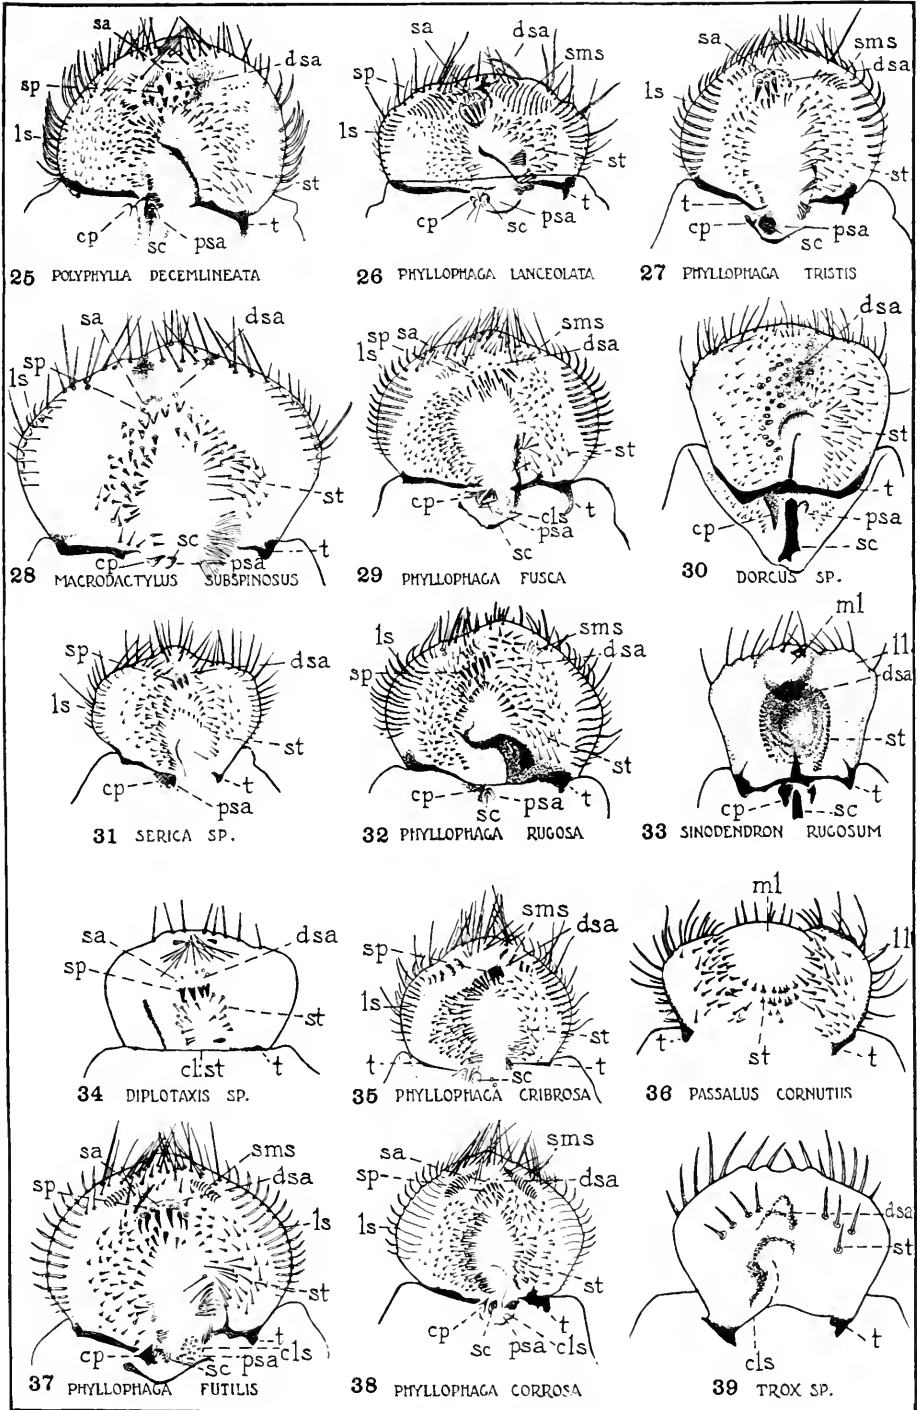 sa
dsa
sp
ls
st
cp
sc
psa
t
25 POLYPHYLLA DECEMLINEATA
sa
dsa
sp
sms
ls
st
cp
sc
psa
t
26 PHYLLOPHAGA LANCEOLATA
sa
sms
dsa
ls
st
t
cp
psa
sc
27 PHYLLOPHAGA TRISTIS
sa
dsa
sp
ls
st
sc
cp
psa
t
28 MACRODACTYLUS SUBSPINOSUS
sp sa
sms
ls
dsa
st
cp
cls
t
psa
sc
29 PHYLLOPHAGA FUSCA
dsa
st
t
cp
psa
sc
30 DORCUS SP.
sp
dsa
ls
st
cp
t
psa
31 SERICA SP.
ls
sms
sp
dsa
st
cp
t
sc
psa
32 PHYLLOPHAGA RUGOSA
ml
ll
dsa
st
t
cp
sc
33 SINODENDRON RUGOSUM
sa
dsa
sp
st
cl:st
t
34 DIPLOTAXIS SP.
sms
sp
dsa
ls
st
t
t
sc
35 PHYLLOPHAGA CRIBROSA
ml
ll
t
st
t
36 PASSALUS CORNUTUS
sa
sms
sp
dsa
ls
st
t
cp
psa
cls
sc
37 PHYLLOPHAGA FUTILIS
sa
sms
sp
dsa
ls
st
cp
t
sc
psa
cls
38 PHYLLOPHAGA CORROSA
dsa
st
t
cls
39 TROX SP.